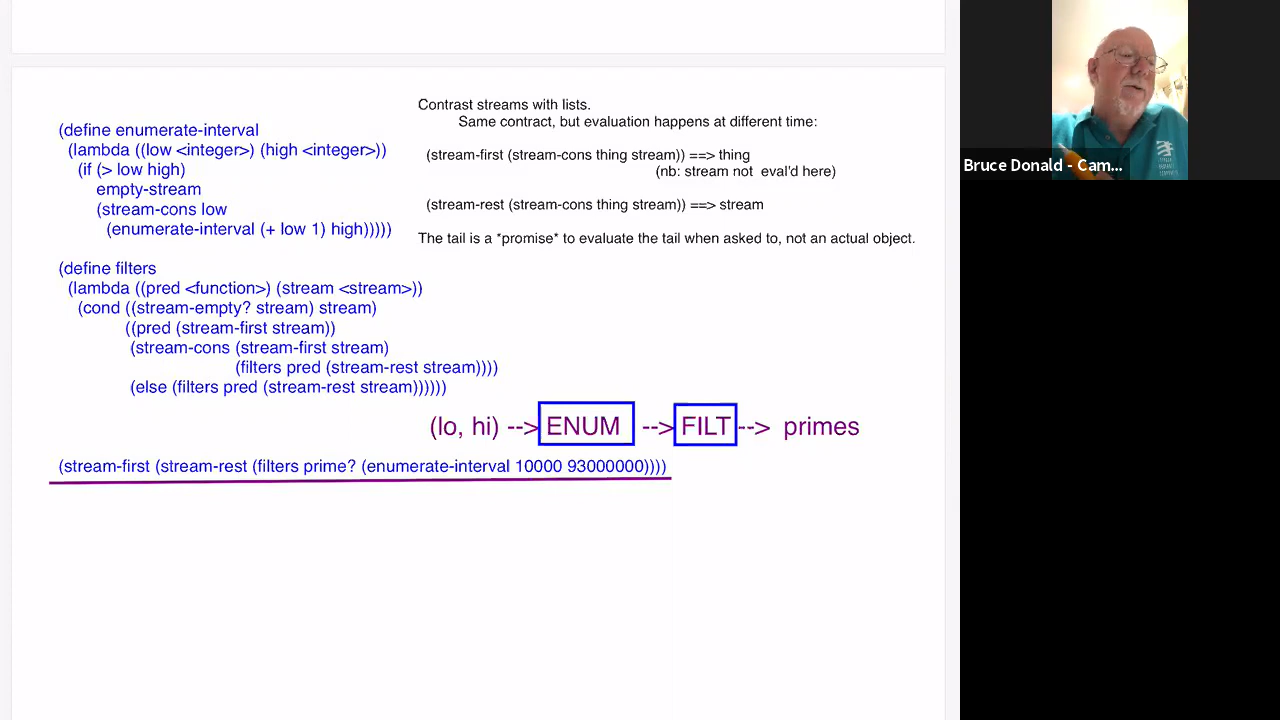 (define enumerate-interval
(lambda ((low <integer>) (high <integer>))
(if (> low high)
empty-stream
(stream-cons low
(enumerate-interval (+ low 1) high)))))
Contrast streams with lists.
Same contract, but evaluation happens at different time:
(stream-first (stream-cons thing stream)) ==> thing
(nb: stream not eval'd here)
(stream-rest (stream-cons thing stream)) ==> stream
The tail is a *promise* to evaluate the tail when asked to, not an actual object.
(define filters
(lambda ((pred <function>) (stream <stream>))
(cond ((stream-empty? stream) stream)
((pred (stream-first stream))
(stream-cons (stream-first stream)
(filters pred (stream-rest stream))))
(else (filters pred (stream-rest stream))))))
(lo, hi) --> ENUM --> FILT --> primes
(stream-first (stream-rest (filters prime? (enumerate-interval 10000 93000000))))
Bruce Donald - Cam...